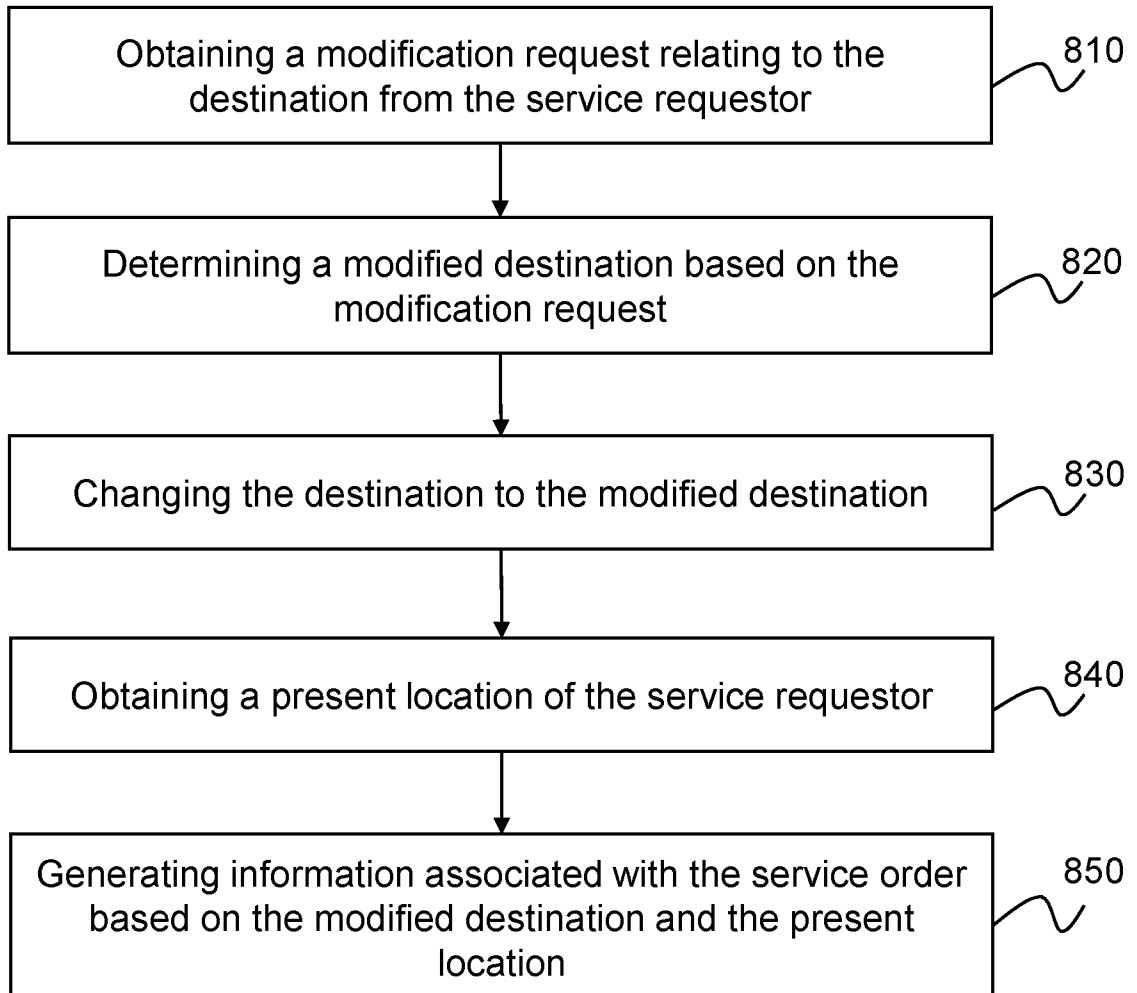 Obtaining a modification request relating to the
destination from the service requestor
810
Determining a modified destination based on the
modification request
820
Changing the destination to the modified destination
830
Obtaining a present location of the service requestor
840
Generating information associated with the service order
based on the modified destination and the present
location
850